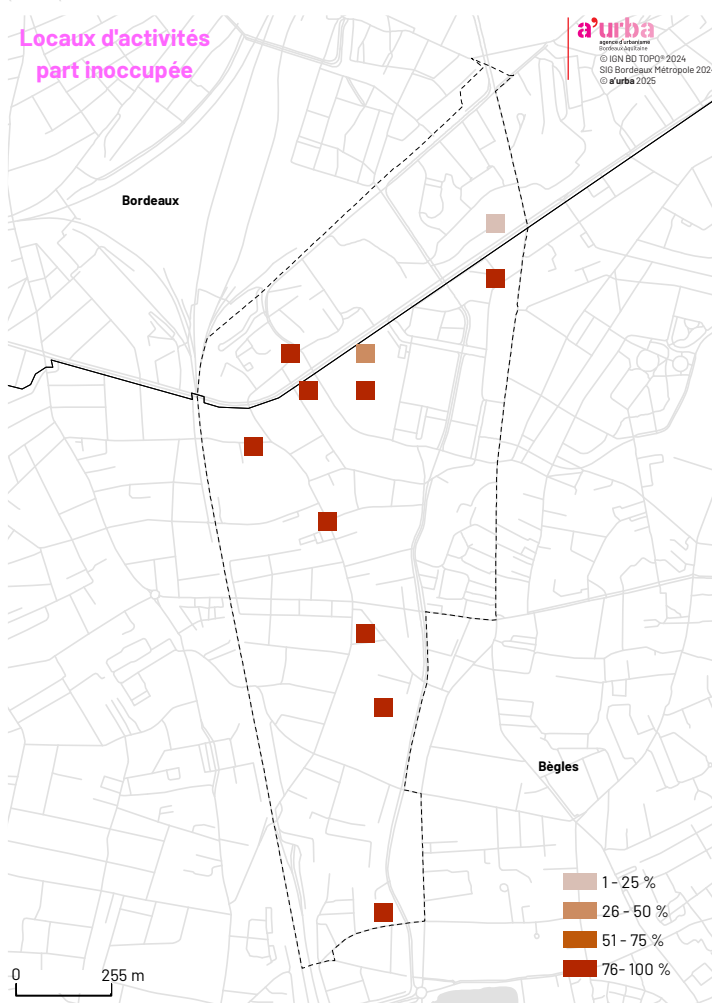 Locaux d'activités
part inoccupée
a'urba
agence d'urbanisme
Bordeaux Aquitaine
© IGN BD TOPO® 2024
SIG Bordeaux Métropole 202
© a'urba 2025
Bordeaux
Bègles
1 - 25 %
26 - 50 %
51 - 75 %
76- 100 %
0 255 m